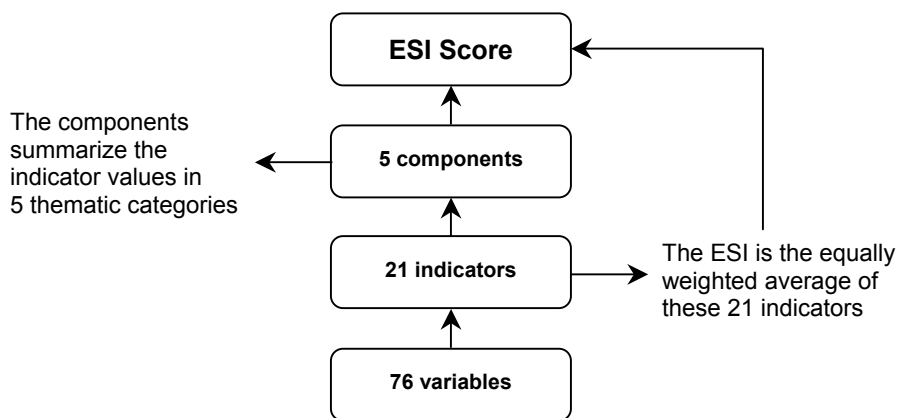 ESI Score
The components
summarize the
indicator values in
5 thematic categories
5 components
21 indicators
The ESI is the equally
weighted average of
these 21 indicators
76 variables